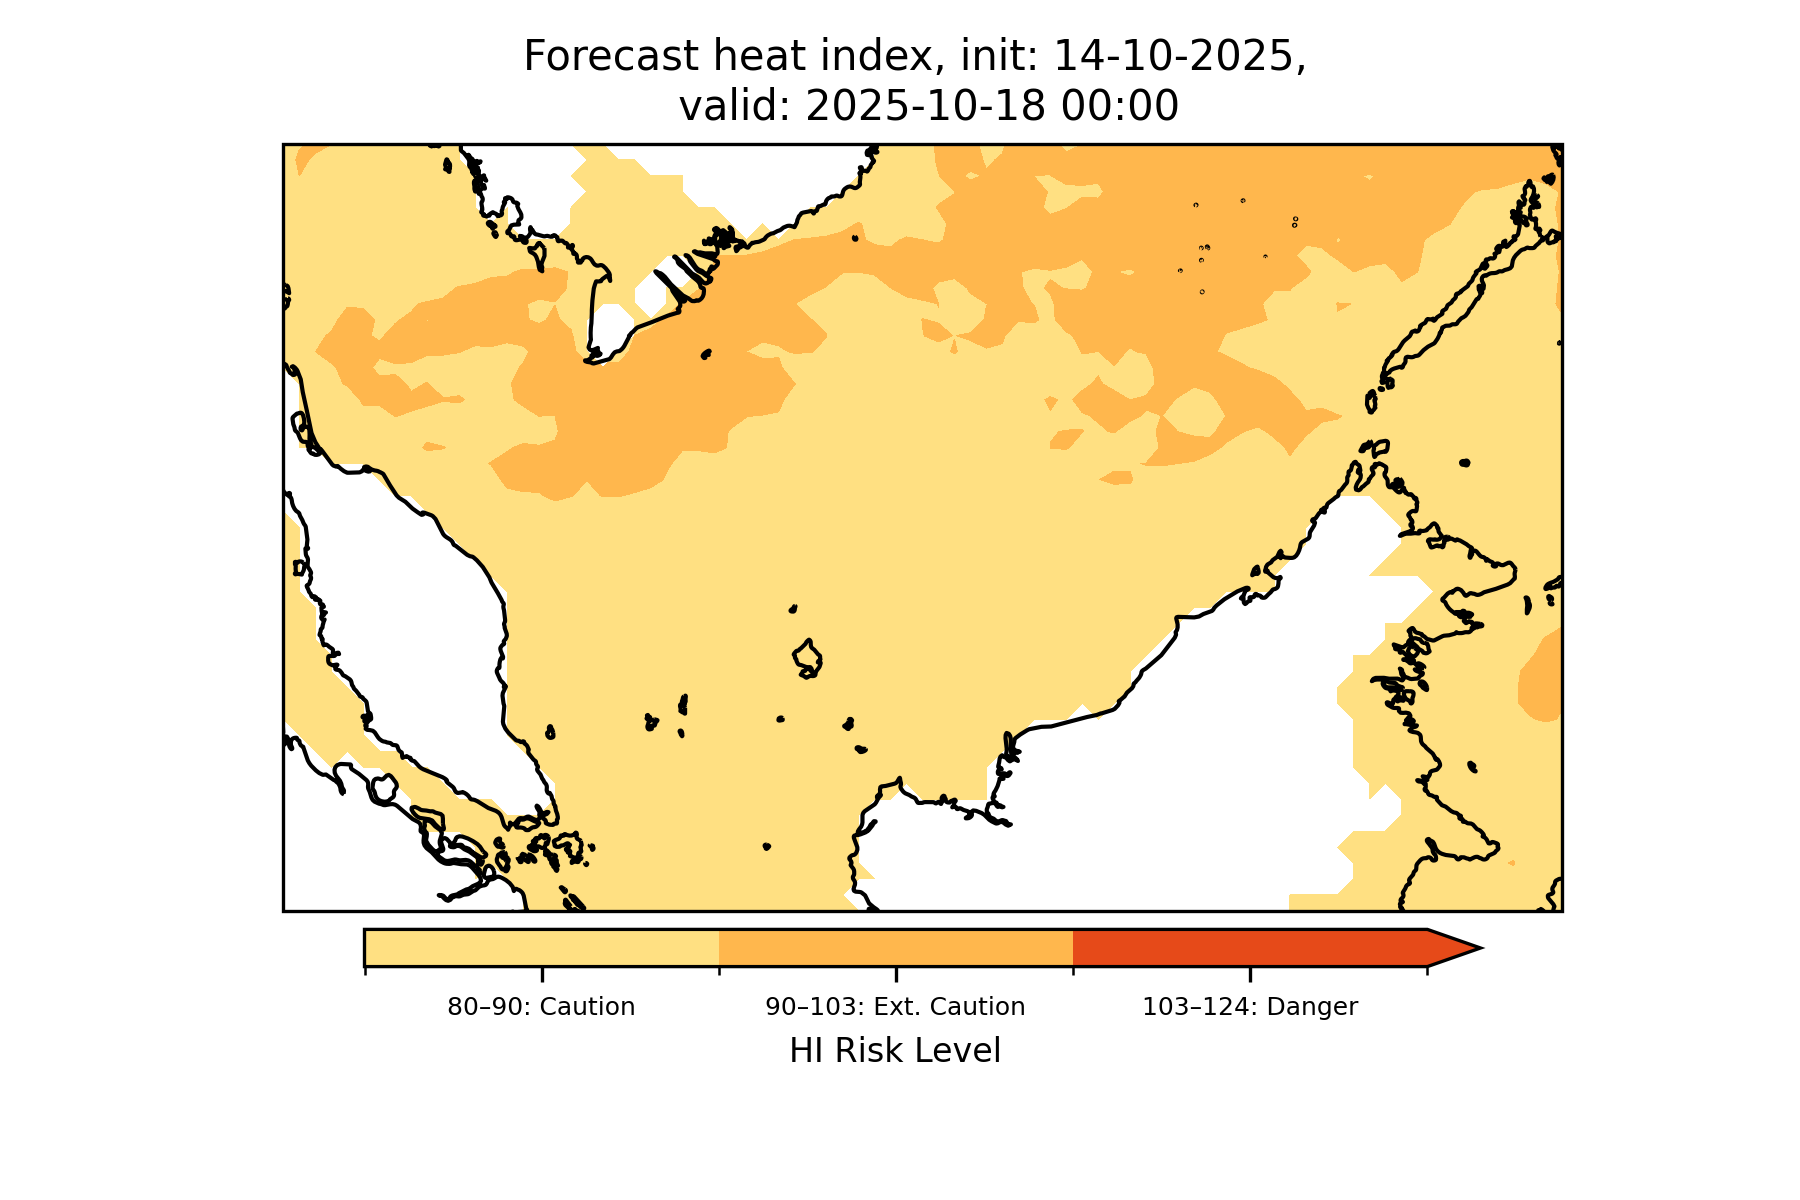 Forecast heat index, init: 14-10-2025,
valid: 2025-10-18 00:00
80–90: Caution
90–103: Ext. Caution
103–124: Danger
HI Risk Level